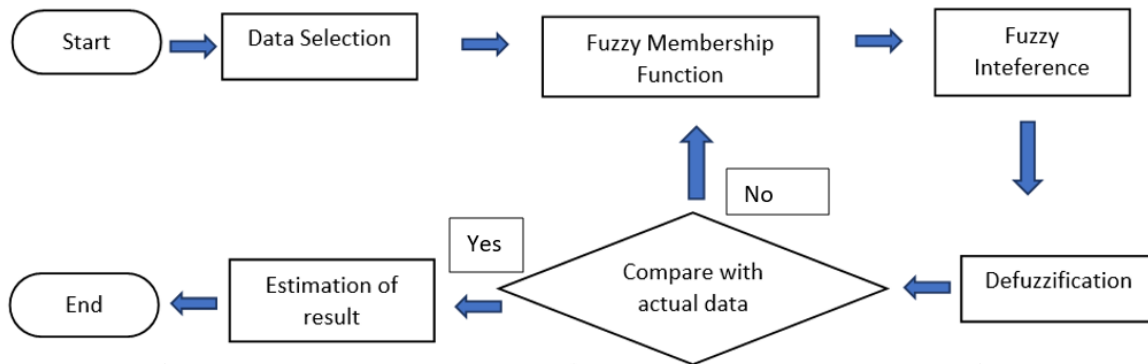 Start
Data Selection
Fuzzy Membership
Function
Fuzzy
Inteference
No
Yes
Compare with
actual data
Defuzzification
Estimation of
result
End